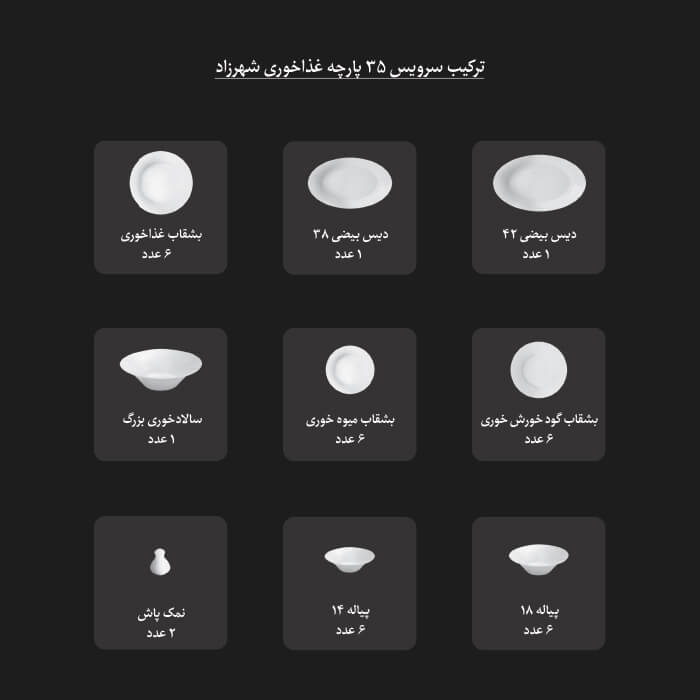 ترکیب سرویس ۳۵ پارچه غذاخوری شهرزاد
دیس بیضی ۴۲
۱ عدد
دیس بیضی ۳۸
۱ عدد
بشقاب غذاخوری
۶ عدد
بشقاب گود خورش خوری
۶ عدد
بشقاب میوه خوری
۶ عدد
سالادخوری بزرگ
۱ عدد
پیاله ۱۸
۶ عدد
پیاله ۱۴
۶ عدد
نمک پاش
۲ عدد